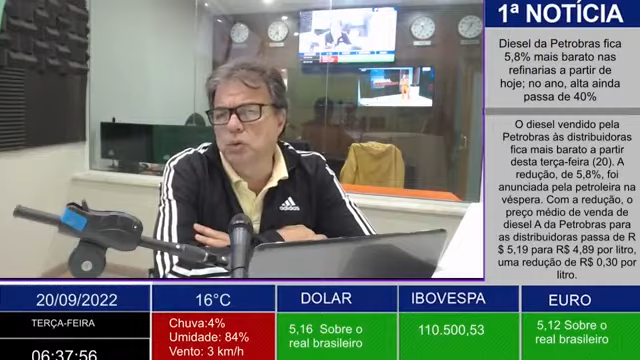 1ª NOTÍCIA
Diesel da Petrobras fica
5,8% mais barato nas
refinarias a partir de
hoje; no ano, alta ainda
passa de 40%
O diesel vendido pela
Petrobras às distribuidoras
fica mais barato a partir
desta terça-feira (20). A
redução, de 5,8%, foi
anunciada pela petroleira na
véspera. Com a redução, o
preço médio de venda de
diesel A da Petrobras para
as distribuidoras passa de R
$ 5,19 para R$ 4,89 por litro,
uma redução de R$ 0,30 por
litro.
adidas
20/09/2022
TERÇA-FEIRA
06:37:56
16°C
Chuva:4%
Umidade: 84%
Vento: 3 km/h
DOLAR
5,16 Sobre o
real brasileiro
IBOVESPA
110.500,53
EURO
5,12 Sobre o
real brasileiro